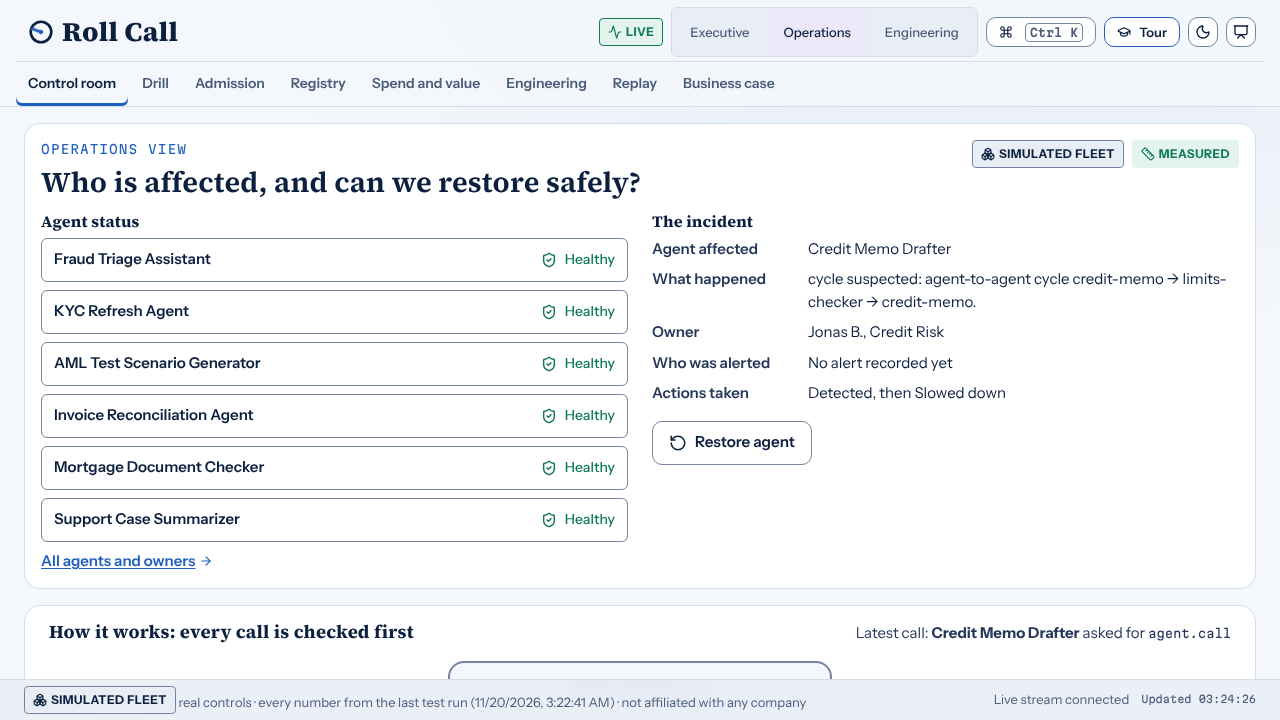 Roll Call
LIVE
Executive
Operations
Engineering
⌘ Ctrl K
Tour
Control room
Drill
Admission
Registry
Spend and value
Engineering
Replay
Business case
OPERATIONS VIEW
SIMULATED FLEET
MEASURED
Who is affected, and can we restore safely?
Agent status
Fraud Triage Assistant Healthy
KYC Refresh Agent Healthy
AML Test Scenario Generator Healthy
Invoice Reconciliation Agent Healthy
Mortgage Document Checker Healthy
Support Case Summarizer Healthy
All agents and owners →
The incident
Agent affected Credit Memo Drafter
What happened cycle suspected: agent-to-agent cycle credit-memo → limits-
checker → credit-memo.
Owner Jonas B., Credit Risk
Who was alerted No alert recorded yet
Actions taken Detected, then Slowed down
Restore agent
How it works: every call is checked first
Latest call: Credit Memo Drafter asked for agent.call
SIMULATED FLEET real controls · every number from the last test run (11/20/2026, 3:22:41 AM) · not affiliated with any company
Live stream connected Updated 03:24:26